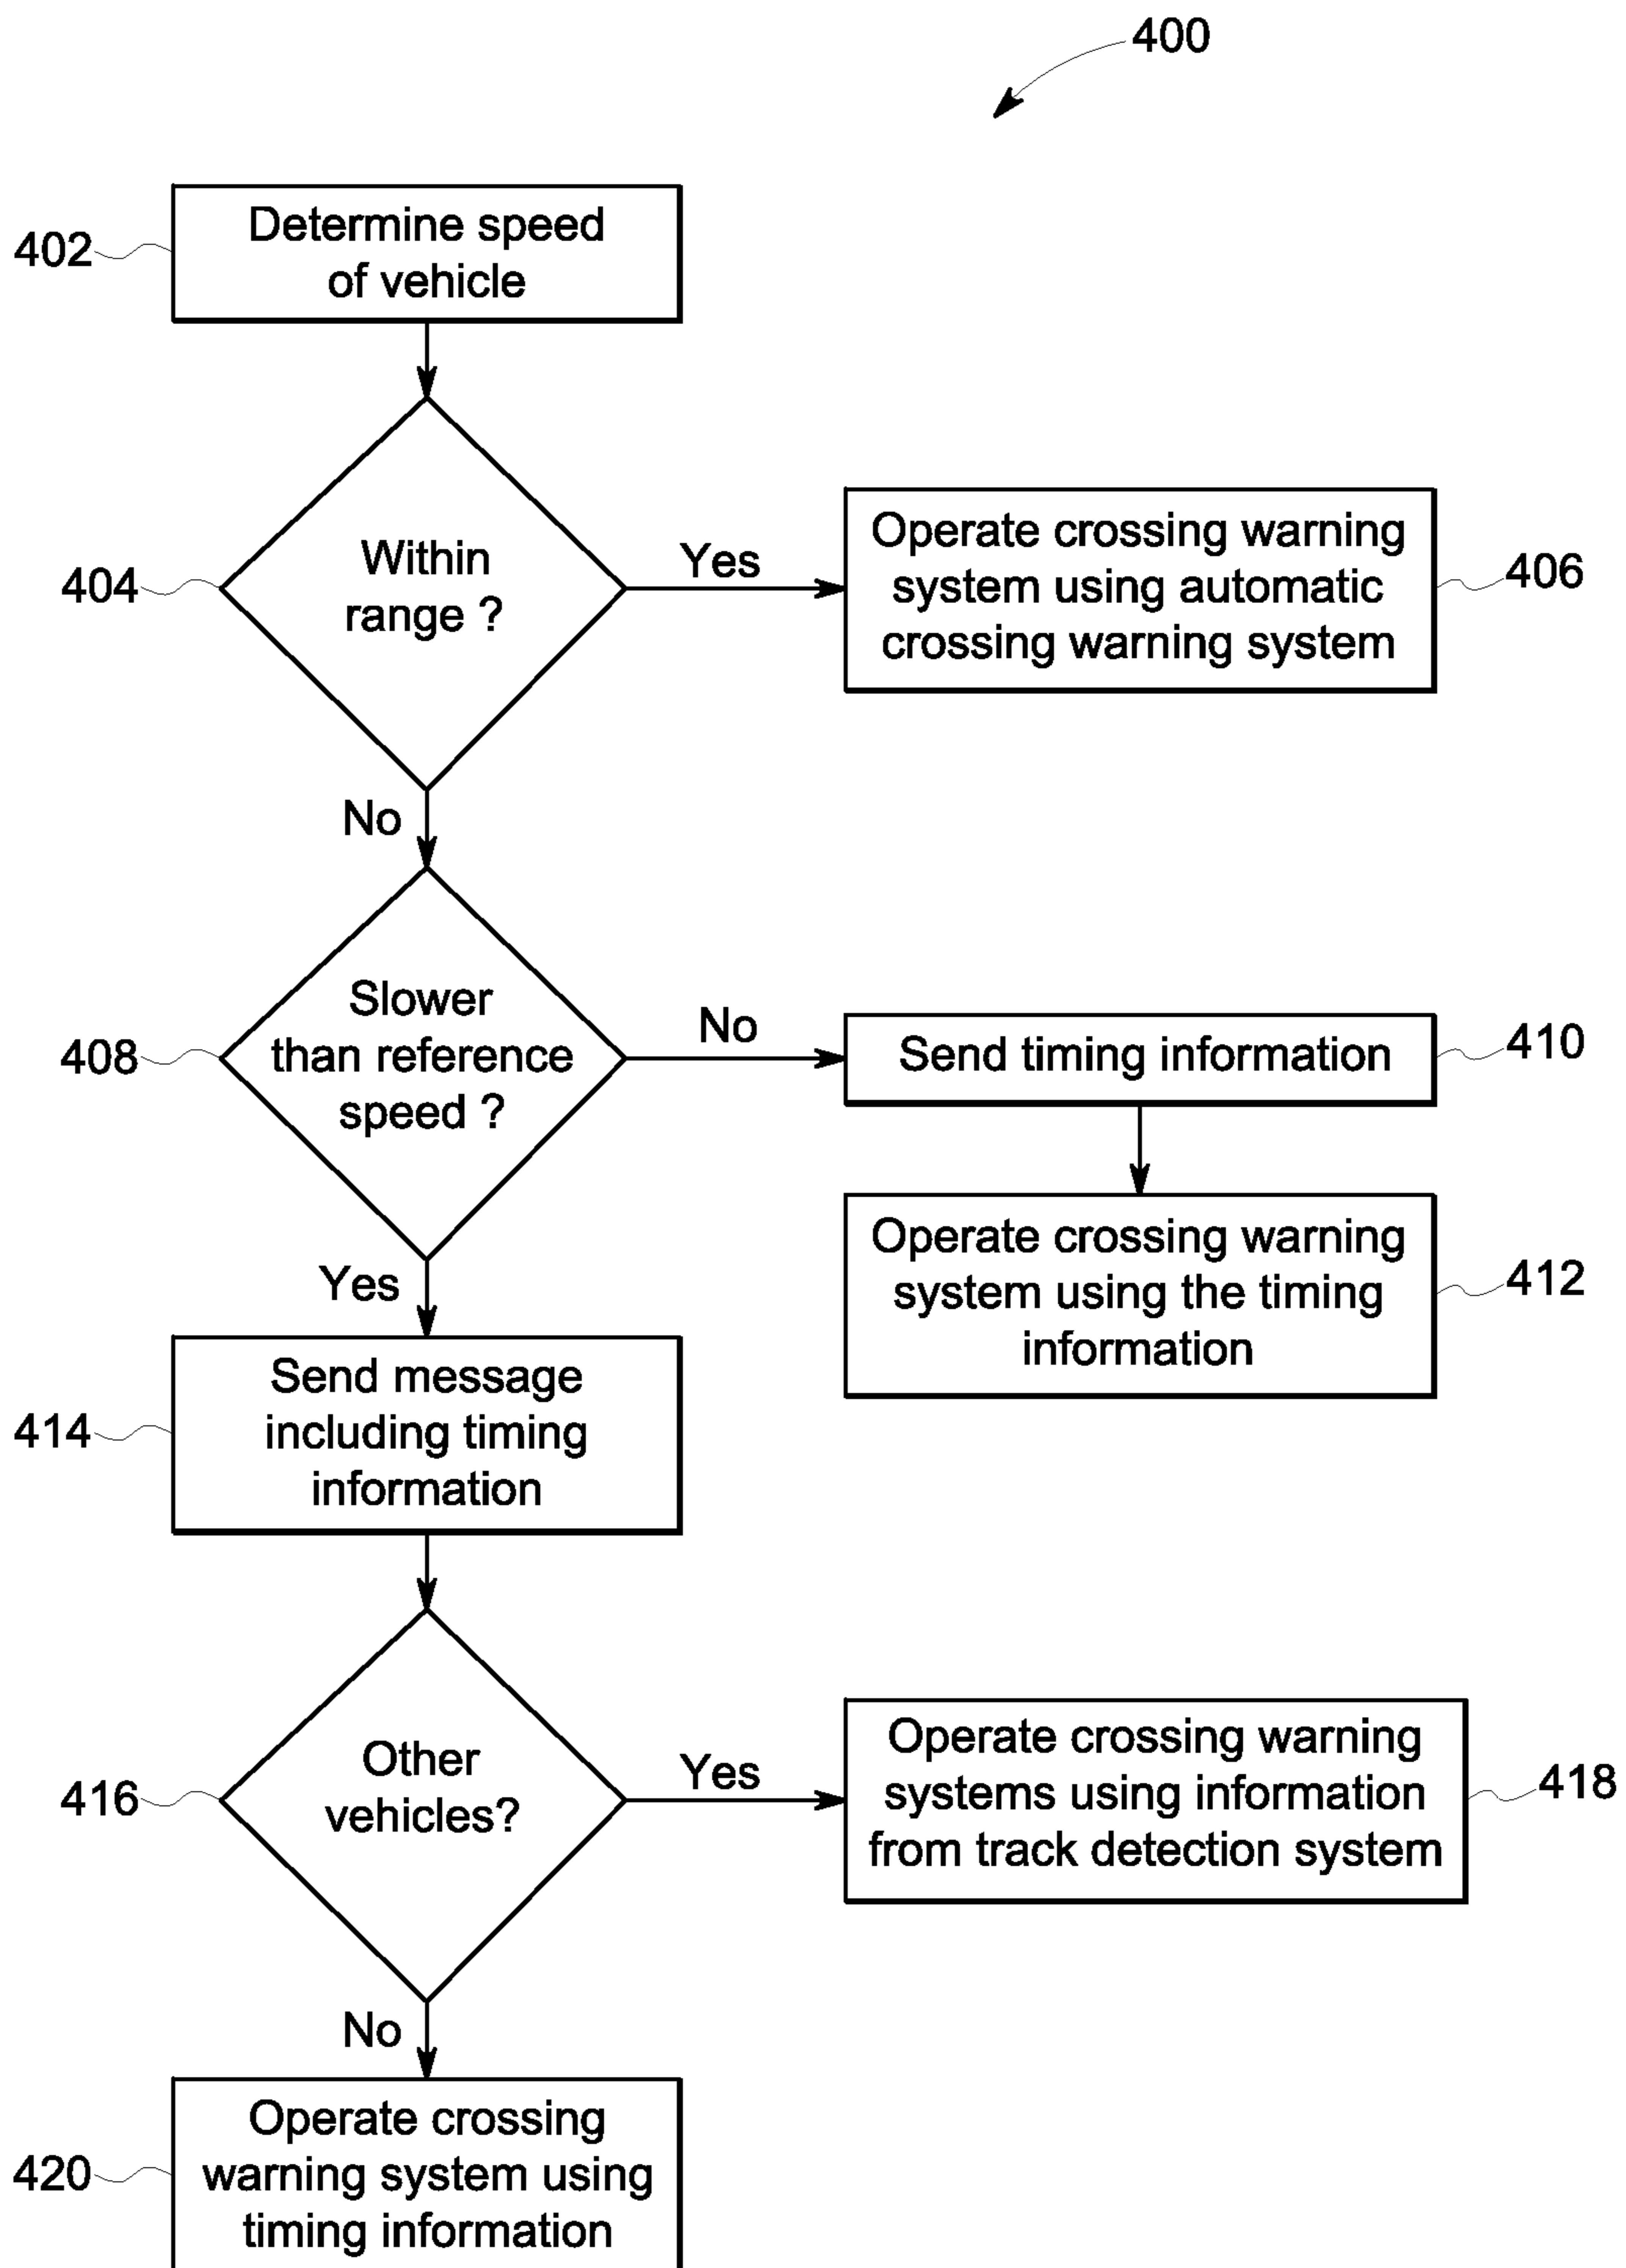 400
402
Determine speed
of vehicle
404
Within
range ?
Yes
Operate crossing warning
system using automatic
crossing warning system
406
No
408
Slower
than reference
speed ?
No
Send timing information
410
Operate crossing warning
system using the timing
information
412
Yes
414
Send message
including timing
information
416
Other
vehicles?
Yes
Operate crossing warning
systems using information
from track detection system
418
No
420
Operate crossing
warning system using
timing information